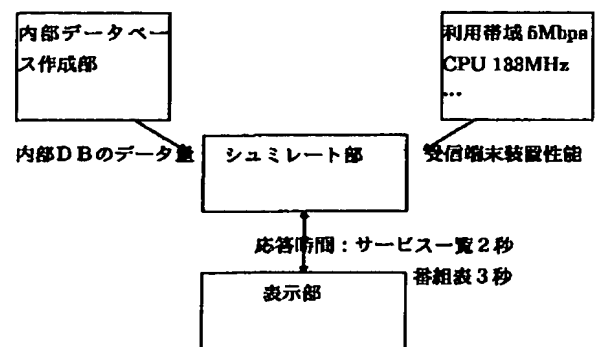 内部データベー
ス作成部
利用帯域 5Mbps
CPU 133MHz
…
内部DBのデータ量
シュミレート部
受信端末装置性能
応答時間:サービス一覧2秒
番組表3秒
表示部